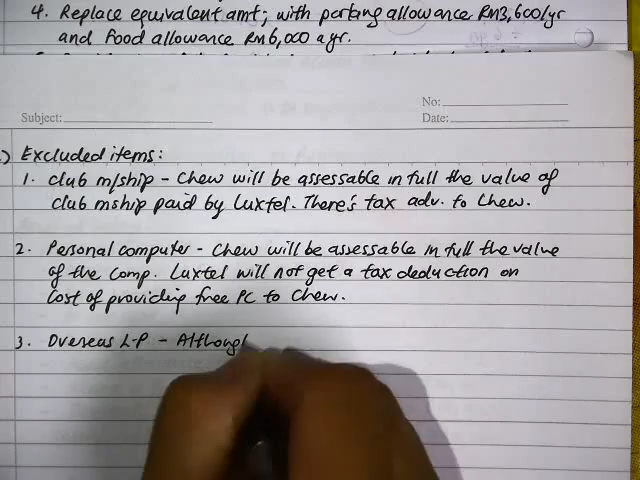 4. Replace equivalent amt; with parking allowance RM3,600/yr
and food allowance RM6,000 a yr.
No:
Subject:
Date:
) Excluded items:
1. Club m/ship - Chew will be assessable in full the value of
club mship paid by Luxtel. There's tax adv. to Chew.
2. Personal computer - Chew will be assessable in full the value
of the comp. Luxtel will not get a tax deduction on
cost of providing free PC to Chew.
3. Overseas L-P - Although